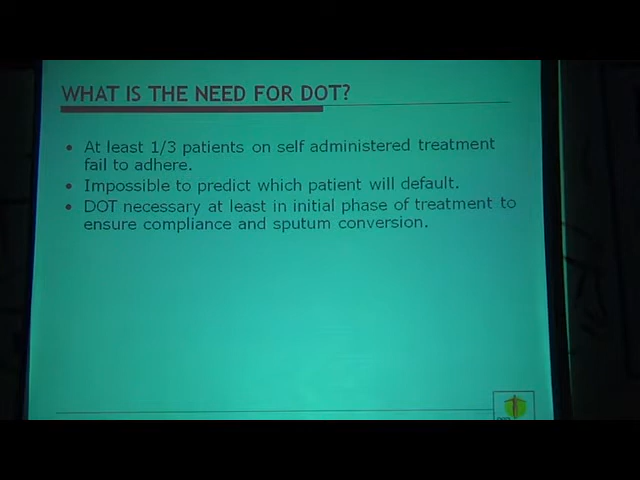 WHAT IS THE NEED FOR DOT?
• At least 1/3 patients on self administered treatment
fail to adhere.
• Impossible to predict which patient will default.
• DOT necessary at least in initial phase of treatment to
ensure compliance and sputum conversion.